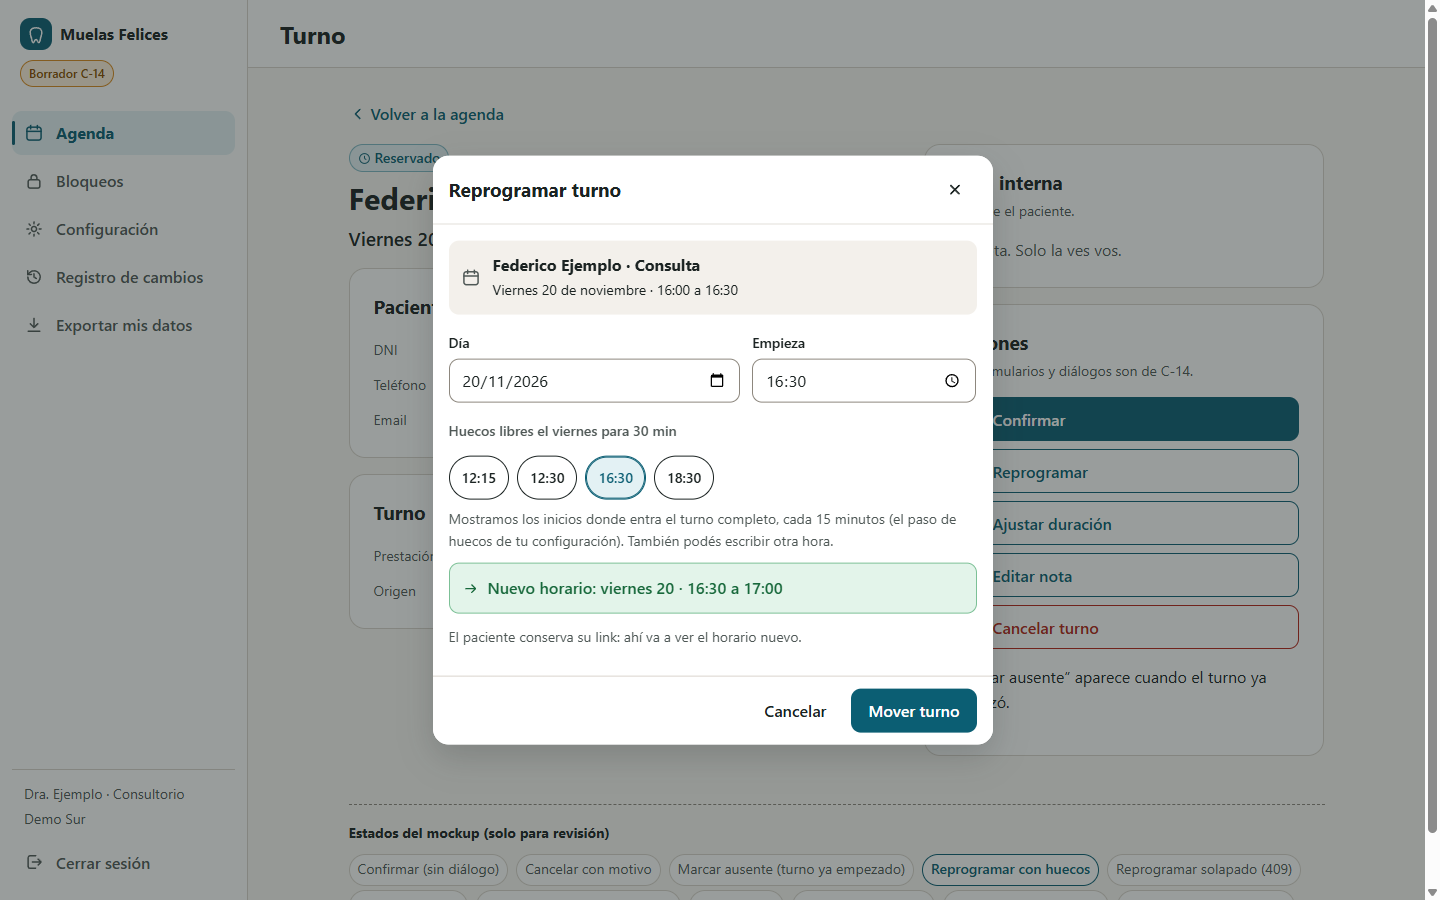 Muelas Felices
Borrador C-14
Agenda
Bloqueos
Configuración
Registro de cambios
Exportar mis datos
Dra. Ejemplo · Consultorio
Demo Sur
Cerrar sesión
Turno
Volver a la agenda
Reservado
Federi
Viernes 20
Pacien
DNI
Teléfono
Email
Turno
Prestación
Origen
Reprogramar turno
Federico Ejemplo · Consulta
Viernes 20 de noviembre · 16:00 a 16:30
Día
Empieza
20/11/2026
16:30
Huecos libres el viernes para 30 min
12:15
12:30
16:30
18:30
Mostramos los inicios donde entra el turno completo, cada 15 minutos (el paso de
huecos de tu configuración). También podés escribir otra hora.
→ Nuevo horario: viernes 20 · 16:30 a 17:00
El paciente conserva su link: ahí va a ver el horario nuevo.
Cancelar
Mover turno
interna
e el paciente.
ta. Solo la ves vos.
ones
mularios y diálogos son de C-14.
Confirmar
Reprogramar
Ajustar duración
Editar nota
Cancelar turno
ar ausente” aparece cuando el turno ya
zó.
Estados del mockup (solo para revisión)
Confirmar (sin diálogo)
Cancelar con motivo
Marcar ausente (turno ya empezado)
Reprogramar con huecos
Reprogramar solapado (409)